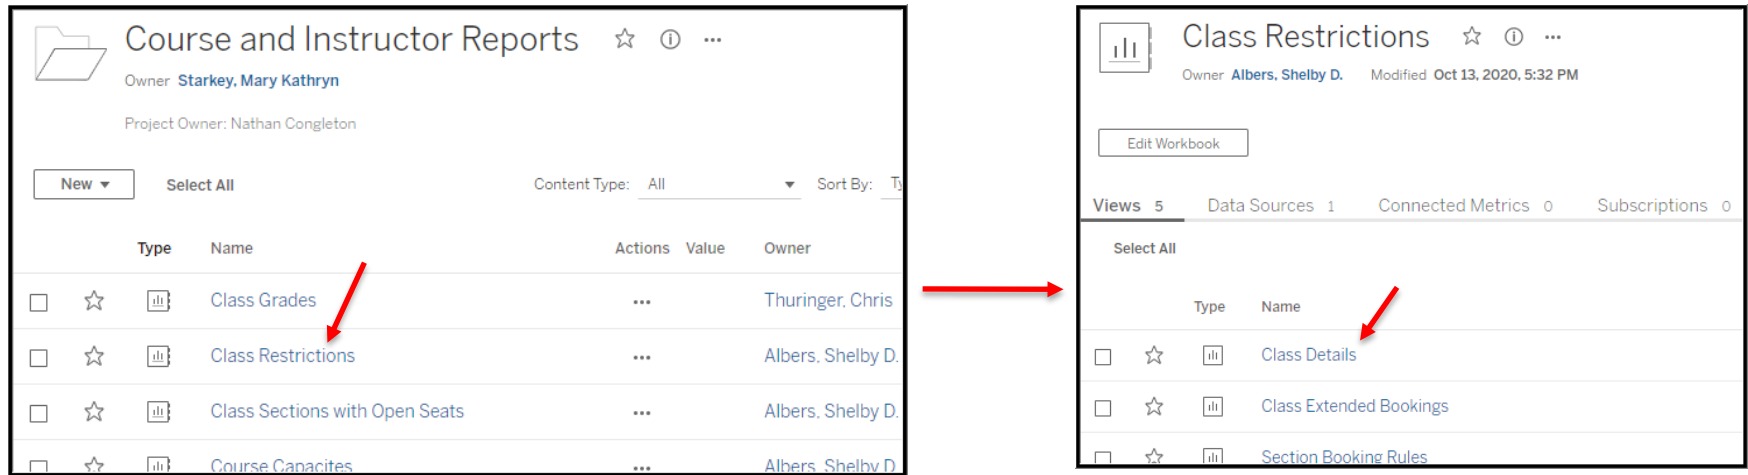 Course and Instructor Reports
Owner Starkey, Mary Kathryn
Project Owner: Nathan Congleton
New Select All Content Type: All Sort By:
Type Name Actions Value Owner
Class Grades Thuringer, Chris
Class Restrictions Albers, Shelby D.
Class Sections with Open Seats Albers, Shelby D.
Course Capacites Albers, Shelby D
Class Restrictions
Owner Albers, Shelby D. Modified Oct 13, 2020, 5:32 PM
Edit Workbook
Views 5 Data Sources 1 Connected Metrics 0 Subscriptions 0
Select All
Type Name
Class Details
Class Extended Bookings
Section Booking Rules